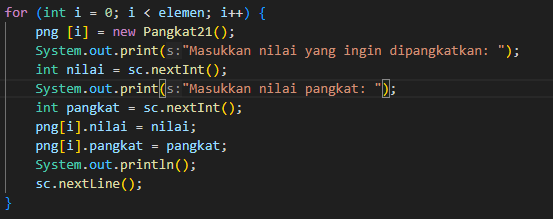 for (int i = 0; i < elemen; i++) {
png [i] = new Pangkat21();
System.out.print(s:"Masukkan nilai yang ingin dipangkatkan: ");
int nilai = sc.nextInt();
System.out.print(s:"Masukkan nilai pangkat: ");
int pangkat = sc.nextInt();
png[i].nilai = nilai;
png[i].pangkat = pangkat;
System.out.println();
sc.nextLine();
}